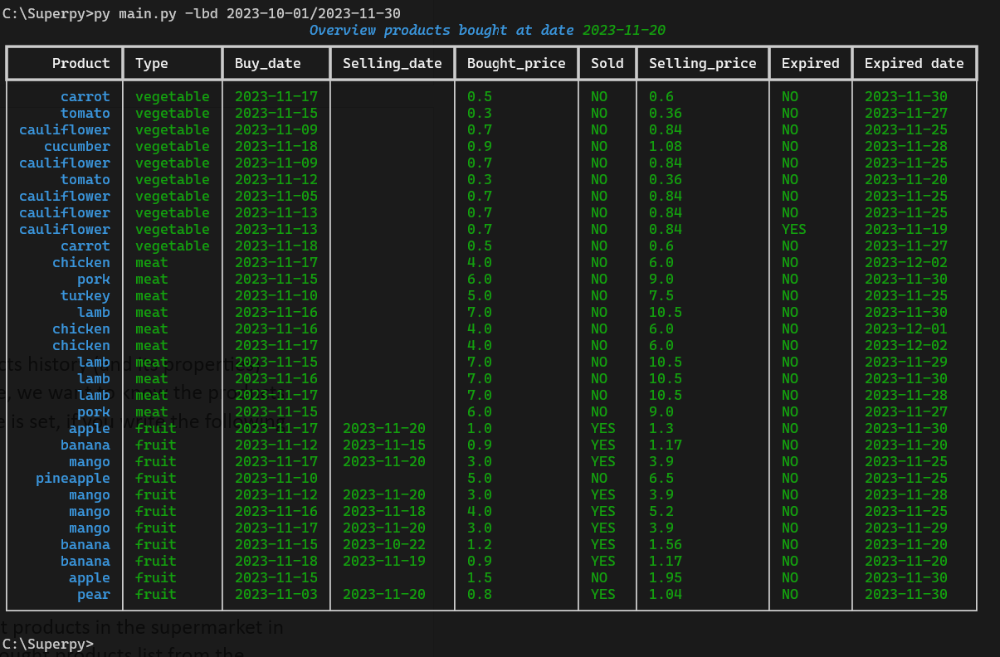 C:\Superpy>py main.py -lbd 2023-10-01/2023-11-30
Overview products bought at date 2023-11-20
Product Type Buy_date Selling_date Bought_price Sold Selling_price Expired Expired date
carrot vegetable 2023-11-17 0.5 NO 0.6 NO 2023-11-30
tomato vegetable 2023-11-15 0.3 NO 0.36 NO 2023-11-27
cauliflower vegetable 2023-11-09 0.7 NO 0.84 NO 2023-11-25
cucumber vegetable 2023-11-18 0.9 NO 1.08 NO 2023-11-28
cauliflower vegetable 2023-11-09 0.7 NO 0.84 NO 2023-11-25
tomato vegetable 2023-11-12 0.3 NO 0.36 NO 2023-11-20
cauliflower vegetable 2023-11-05 0.7 NO 0.84 NO 2023-11-25
cauliflower vegetable 2023-11-13 0.7 NO 0.84 NO 2023-11-25
cauliflower vegetable 2023-11-13 0.7 NO 0.84 YES 2023-11-19
carrot vegetable 2023-11-18 0.5 NO 0.6 NO 2023-11-27
chicken meat 2023-11-17 4.0 NO 6.0 NO 2023-12-02
pork meat 2023-11-15 6.0 NO 9.0 NO 2023-11-30
turkey meat 2023-11-10 5.0 NO 7.5 NO 2023-11-25
lamb meat 2023-11-16 7.0 NO 10.5 NO 2023-11-30
chicken meat 2023-11-16 4.0 NO 6.0 NO 2023-12-01
chicken meat 2023-11-17 4.0 NO 6.0 NO 2023-12-02
lamb meat 2023-11-15 7.0 NO 10.5 NO 2023-11-29
lamb meat 2023-11-16 7.0 NO 10.5 NO 2023-11-30
lamb meat 2023-11-17 7.0 NO 10.5 NO 2023-11-28
pork meat 2023-11-15 6.0 NO 9.0 NO 2023-11-27
apple fruit 2023-11-17 2023-11-20 1.0 YES 1.3 NO 2023-11-30
banana fruit 2023-11-12 2023-11-15 0.9 YES 1.17 NO 2023-11-20
mango fruit 2023-11-17 2023-11-20 3.0 YES 3.9 NO 2023-11-25
pineapple fruit 2023-11-10 5.0 NO 6.5 NO 2023-11-25
mango fruit 2023-11-12 2023-11-20 3.0 YES 3.9 NO 2023-11-28
mango fruit 2023-11-16 2023-11-18 4.0 YES 5.2 NO 2023-11-20
mango fruit 2023-11-17 2023-11-20 3.0 YES 3.9 NO 2023-11-29
banana fruit 2023-11-15 2023-10-22 1.2 YES 1.56 NO 2023-11-20
banana fruit 2023-11-18 2023-11-19 0.9 YES 1.17 NO 2023-11-20
apple fruit 2023-11-15 1.5 NO 1.95 NO 2023-11-30
pear fruit 2023-11-03 2023-11-20 0.8 YES 1.04 NO 2023-11-30
t products in the supermarket in
C:\Superpy>